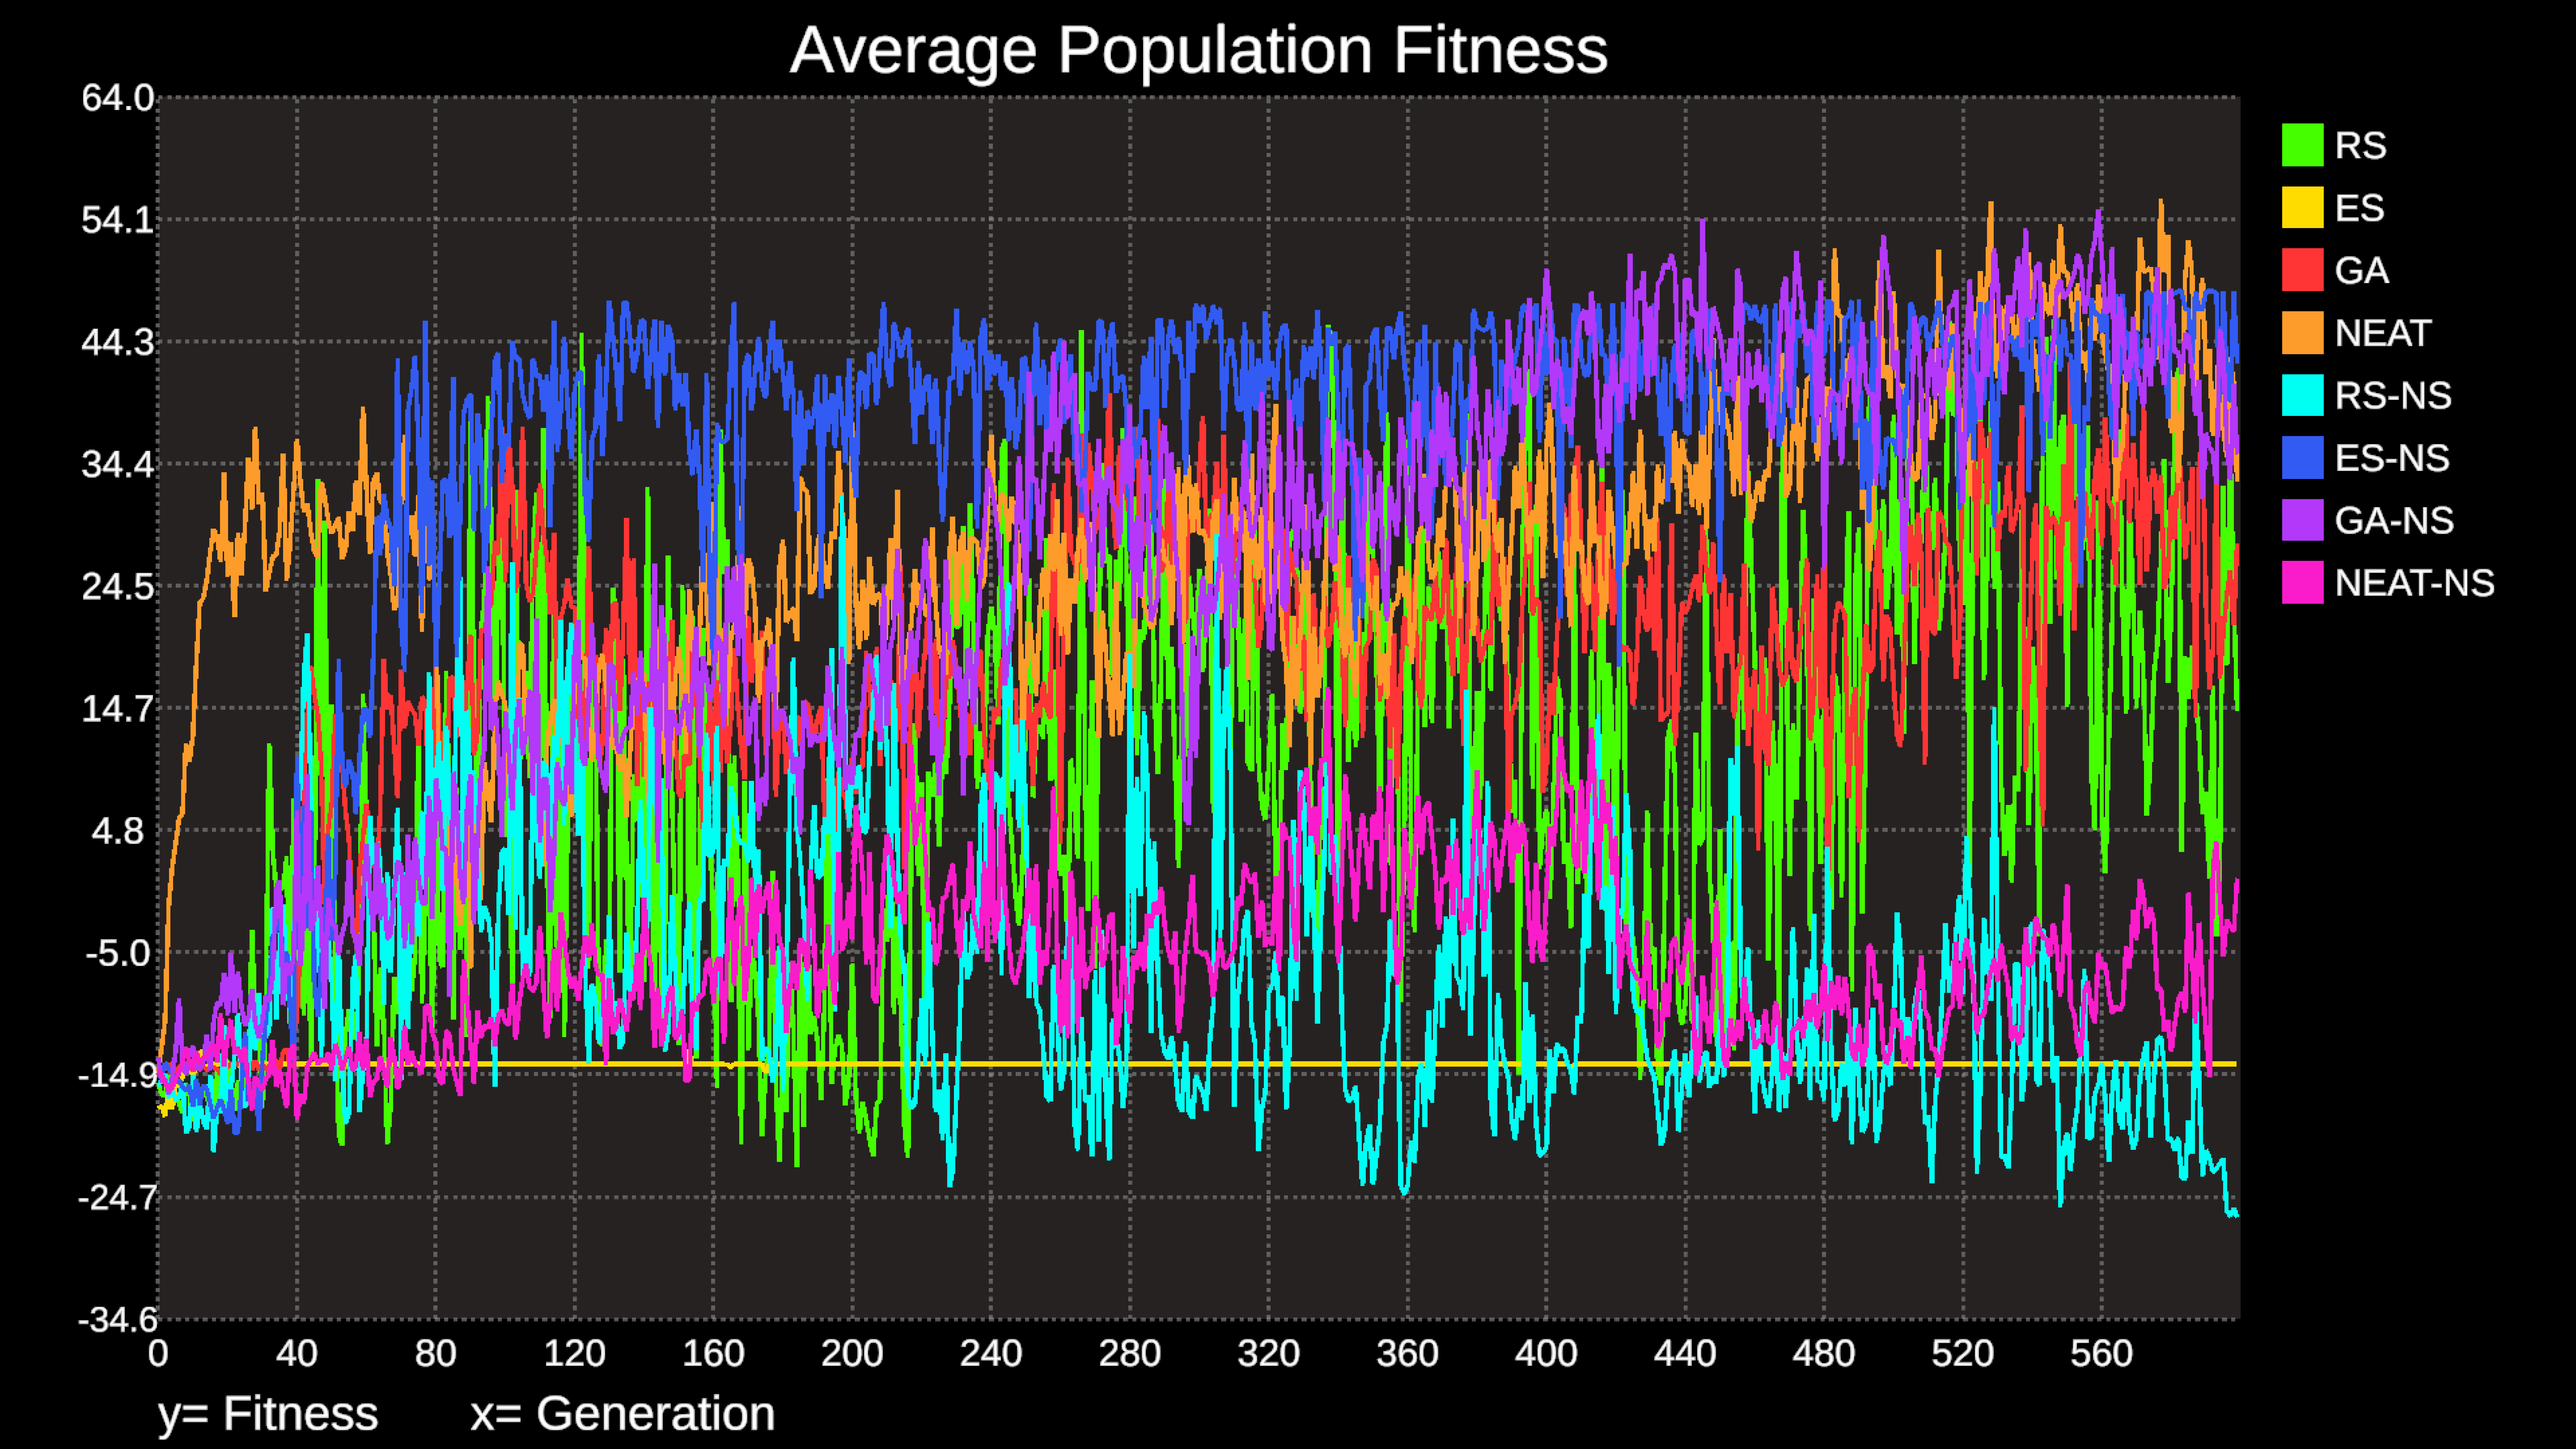 Average Population Fitness
64.0
54.1
44.3
34.4
24.5
14.7
4.8
-5.0
-14.9
-24.7
-34.6
0 40 80 120 160 200 240 280 320 360 400 440 480 520 560
y= Fitness x= Generation
RS
ES
GA
NEAT
RS-NS
ES-NS
GA-NS
NEAT-NS